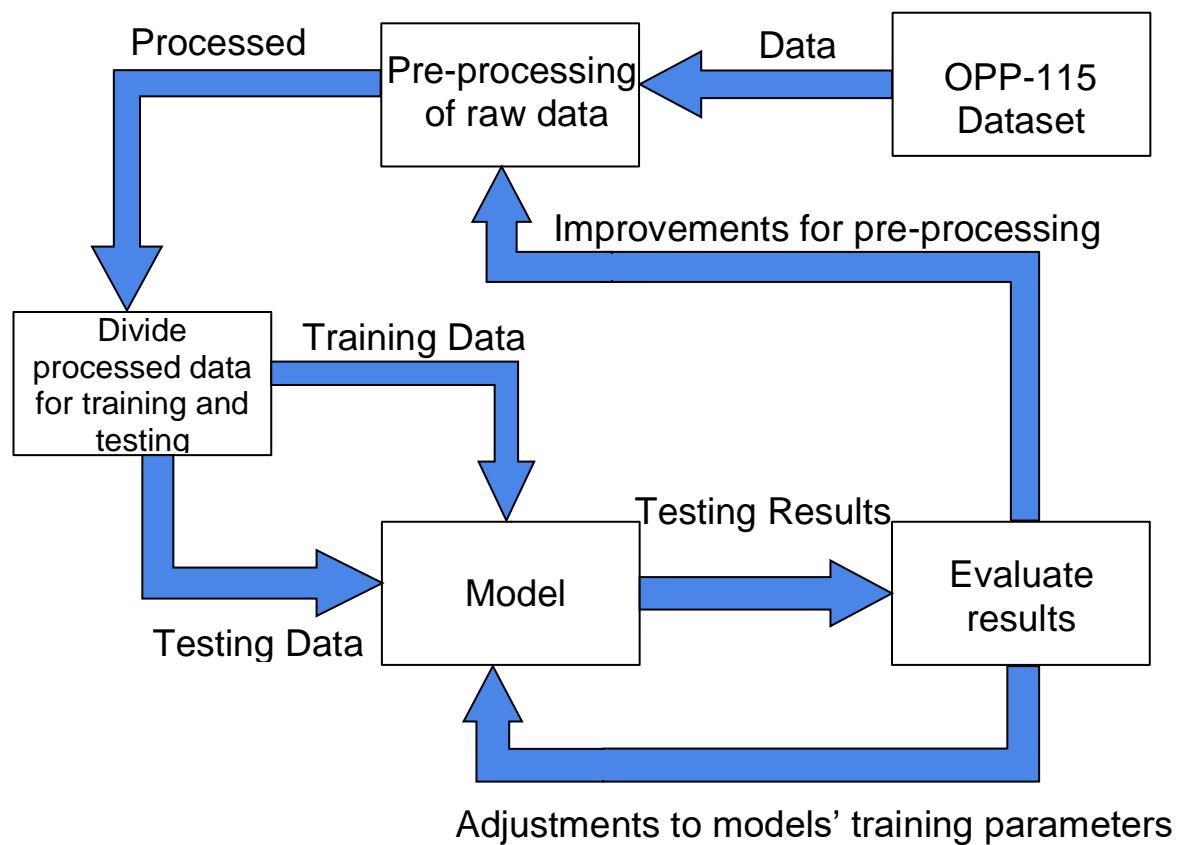 Processed
Pre-processing
of raw data
Data
OPP-115
Dataset
Improvements for pre-processing
Divide
processed data
for training and
testing
Training Data
Testing Data
Model
Testing Results
Evaluate
results
Adjustments to models’ training parameters